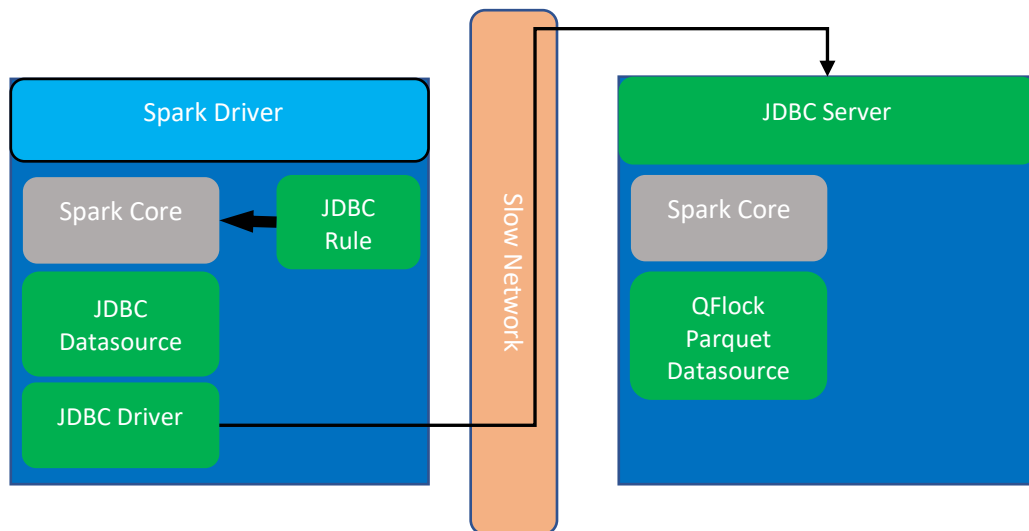 Spark Driver
Spark Core
JDBC
Rule
JDBC
Datasource
JDBC Driver
Slow Network
JDBC Server
Spark Core
QFlock
Parquet
Datasource